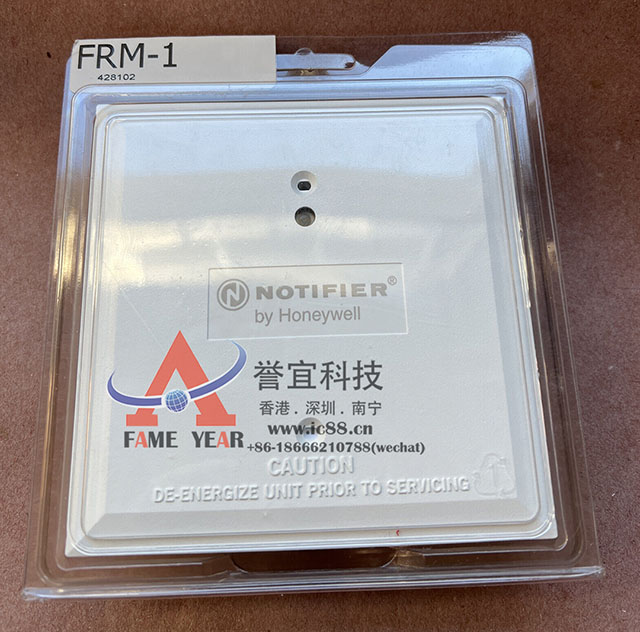 FRM-1
428102
NOTIFIER®
by Honeywell
誉宜科技
香港.深圳.南宁
FAME YEAR
www.ic88.cn
+86-18666210788(wechat)
CAUTION
DE-ENERGIZE UNIT PRIOR TO SERVICING